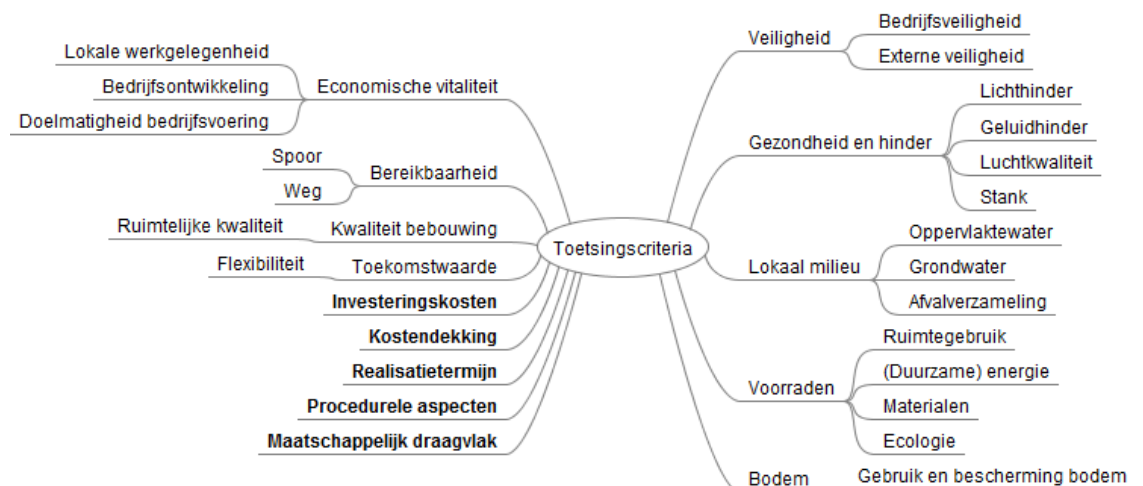 Toetsingscriteria
Economische vitaliteit
Lokale werkgelegenheid
Bedrijfsontwikkeling
Doelmatigheid bedrijfsvoering
Bereikbaarheid
Spoor
Weg
Kwaliteit bebouwing
Ruimtelijke kwaliteit
Toekomstwaarde
Flexibiliteit
Investeringskosten
Kostendekking
Realisatietermijn
Procedurele aspecten
Maatschappelijk draagvlak
Veiligheid
Bedrijfsveiligheid
Externe veiligheid
Gezondheid en hinder
Lichthinder
Geluidhinder
Luchtkwaliteit
Stank
Lokaal milieu
Oppervlaktewater
Grondwater
Afvalverzameling
Voorraden
Ruimtegebruik
(Duurzame) energie
Materialen
Ecologie
Bodem
Gebruik en bescherming bodem